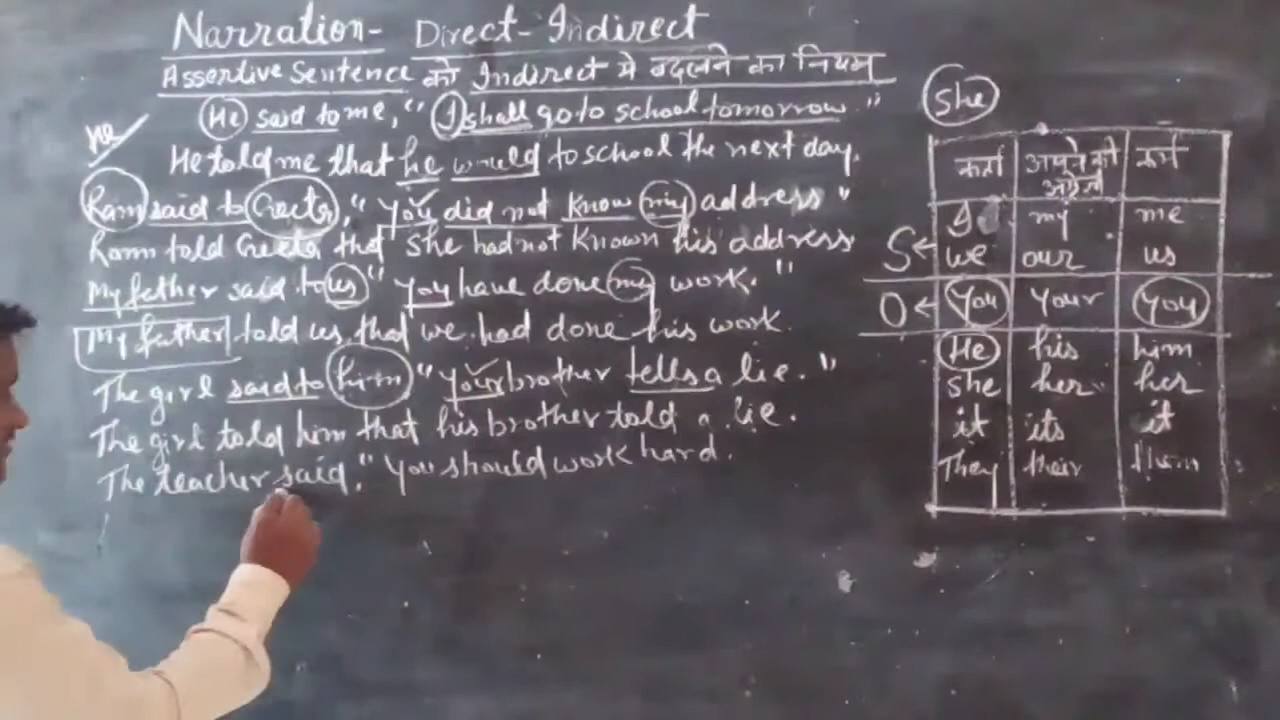 Narration- Direct-Indirect
Assertive Sentence को Indirect मे बदलने का नियम
He said to me, "I shall go to school tomorrow."
He
He told me that he would to school the next day.
Ram said to Geeta, "you did not know my address"
Ram told Geeta that she had not known his address
My father said to us "you have done my work."
My father told us that we had done his work.
The girl said to him "your brother tells a lie."
The girl told him that his brother told a lie.
The teacher said, "you should work hard.
She
कर्ता कर्म
I my me
S ← we our us
O ← you your you
He his him
she her her
it its it
They their them